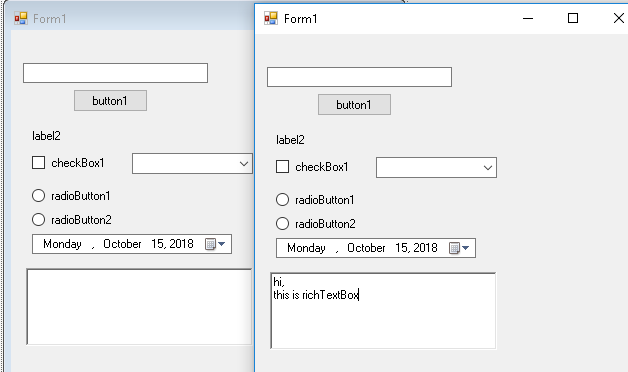 Form1
button1
label2
checkBox1
radioButton1
radioButton2
Monday , October 15, 2018
Form1
button1
label2
checkBox1
radioButton1
radioButton2
Monday , October 15, 2018
hi,
this is richTextBox